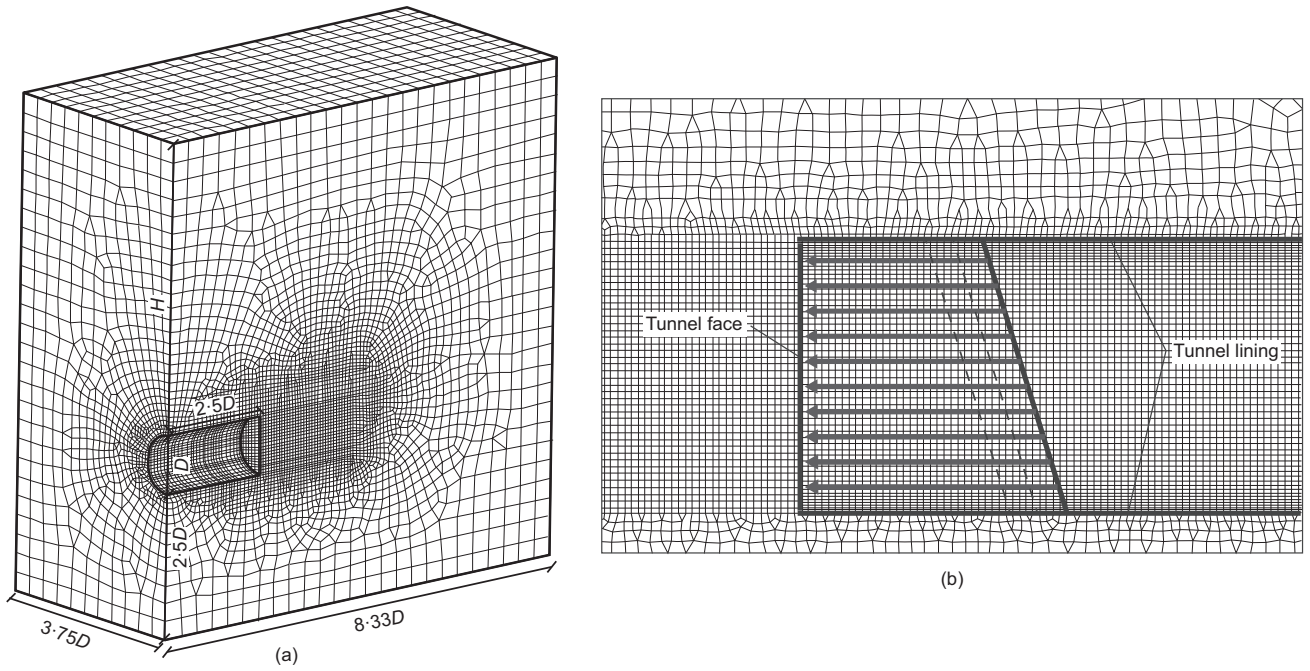 H
2·5D
D
2·5D
3·75D
8·33D
(a)
Tunnel face
Tunnel lining
(b)